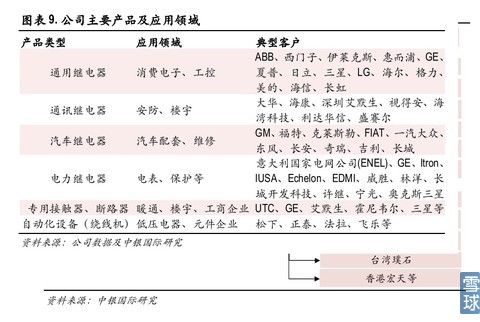 图表 9. 公司主要产品及应用领域
产品类型 应用领域 典型客户
通用继电器 消费电子、工控 ABB、西门子、伊莱克斯、惠而浦、GE、
夏普、日立、三星、LG、海尔、格力、
美的、海信、长虹
通讯继电器 安防、楼宇 大华、海康、深圳艾默生、视得安、海
湾科技、利达华信、盛赛尔
汽车继电器 汽车配套、维修 GM、福特、克莱斯勒、FIAT、一汽大众、
东风、长安、奇瑞、吉利、长城
电力继电器 电表、保护等 意大利国家电网公司(ENEL)、GE、Itron、
IUSA、Echelon、EDMI、威胜、林洋、长
城开发科技、许继、宁光、奥克斯三星
专用接触器、断路器 暖通、楼宇、工商企业 UTC、GE、艾默生、霍尼韦尔、三星等
自动化设备（绕线机） 低压电器、元件企业 松下、正泰、法拉、飞乐等
资料来源：公司数据及中银国际研究
台湾璞石
香港宏天等
资料来源：中银国际研究
雪球